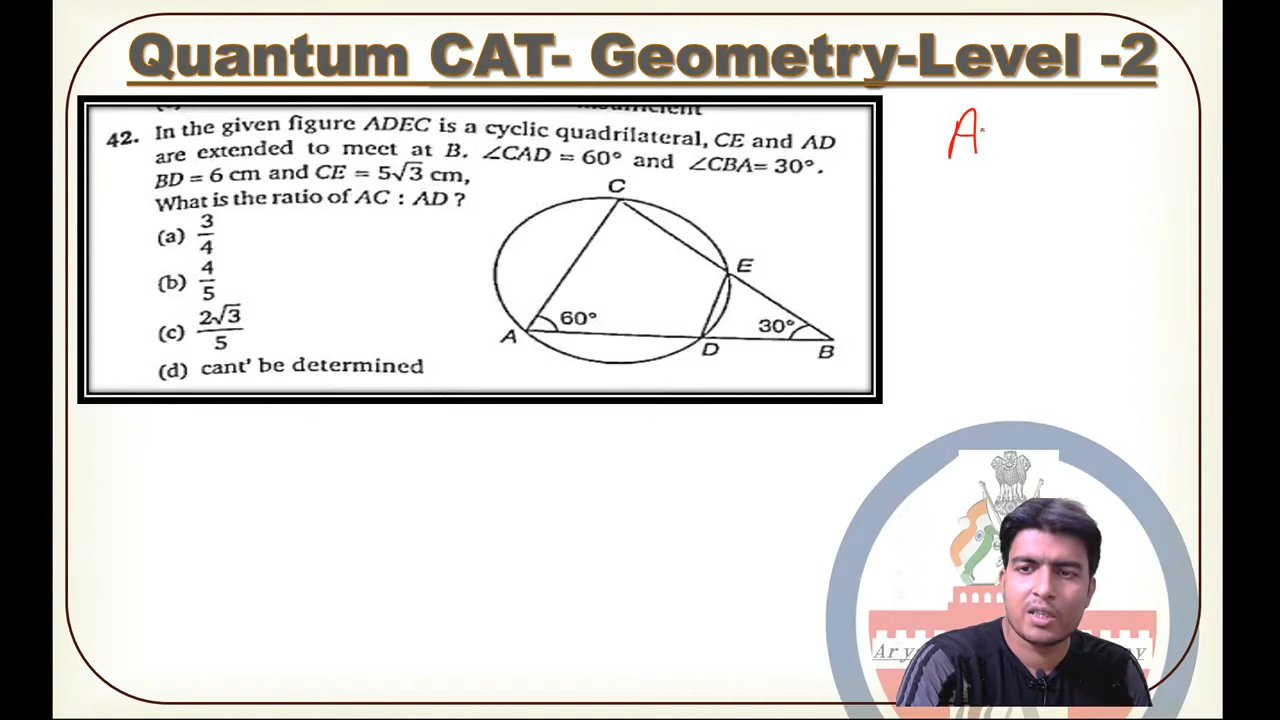 Quantum CAT- Geometry-Level -2
insufficient
42. In the given figure ADEC is a cyclic quadrilateral, CE and AD
are extended to meet at B. ∠CAD = 60° and ∠CBA= 30°.
BD = 6 cm and CE = 5√3 cm,
What is the ratio of AC : AD ?
(a) 3/4
(b) 4/5
(c) 2√3/5
(d) cant' be determined
C
E
A
60°
30°
D
B
A